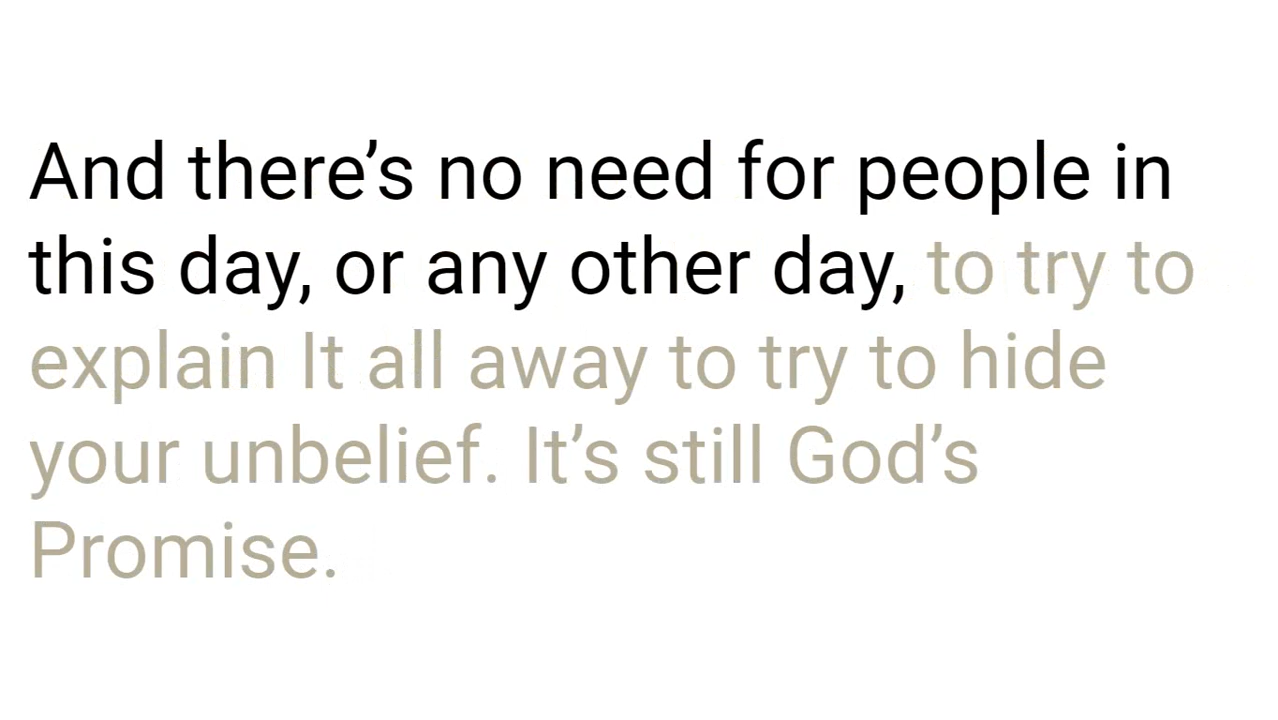 And there’s no need for people in
this day, or any other day, to try to
explain It all away to try to hide
your unbelief. It’s still God’s
Promise.